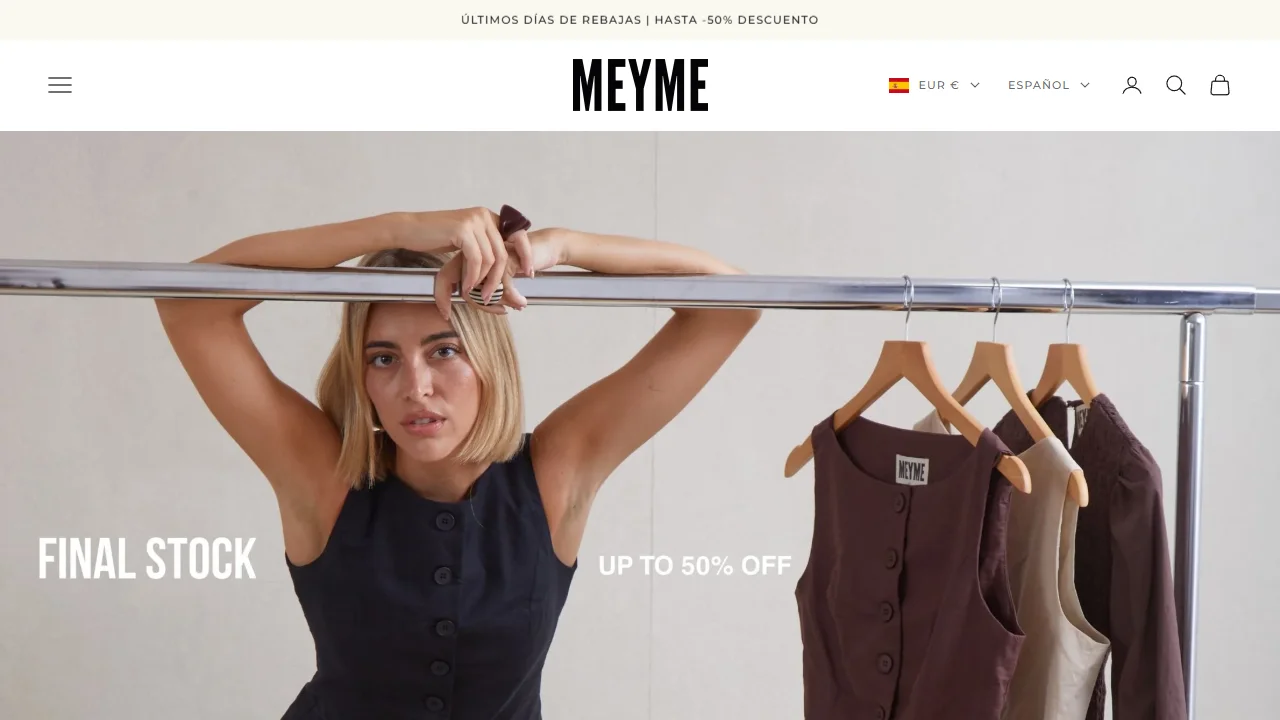 ÚLTIMOS DÍAS DE REBAJAS | HASTA -50% DESCUENTO
MEYME
EUR €
ESPAÑOL
MEYME
FINAL STOCK
UP TO 50% OFF